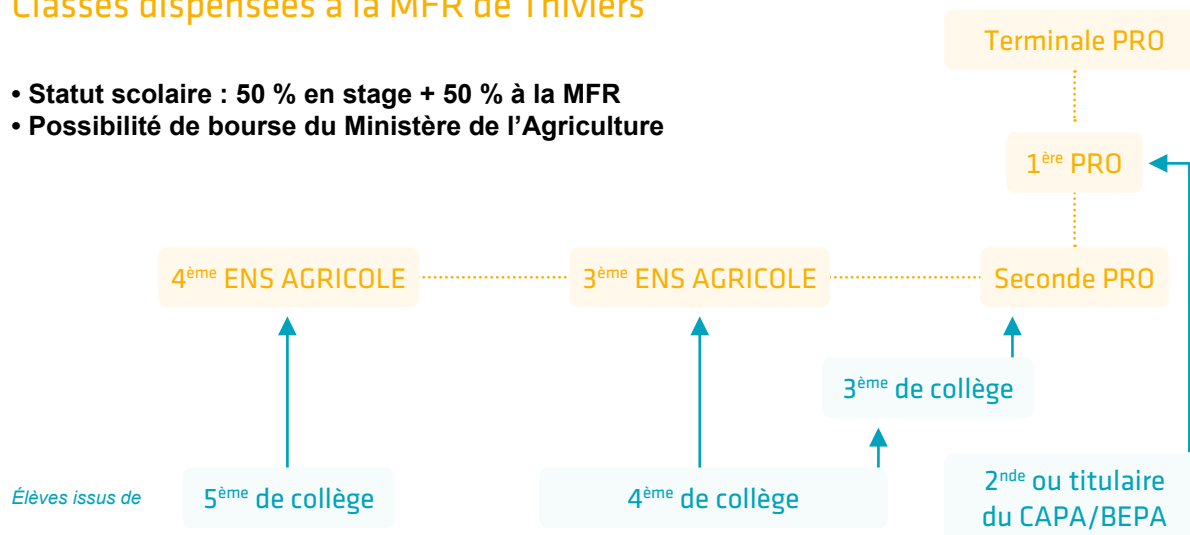 Classes dispensées à la MFR de Thiviers
Terminale PRO
• Statut scolaire : 50 % en stage + 50 % à la MFR
• Possibilité de bourse du Ministère de l'Agriculture
1ère PRO
4ème ENS AGRICOLE
3ème ENS AGRICOLE
Seconde PRO
3ème de collège
Élèves issus de
5ème de collège
4ème de collège
2nde ou titulaire
du CAPA/BEPA